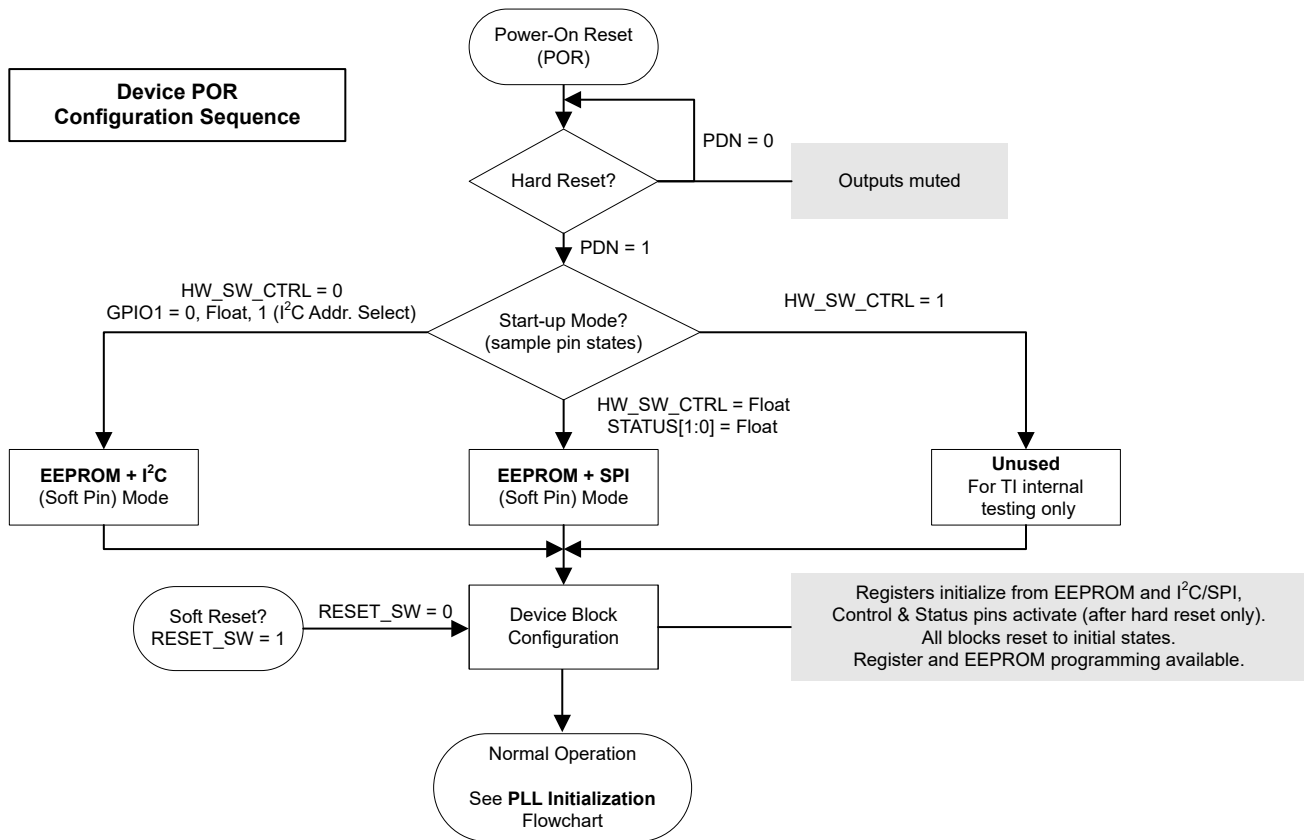 Power-On Reset
(POR)
Device POR
Configuration Sequence
PDN = 0
Hard Reset?
Outputs muted
PDN = 1
HW_SW_CTRL = 0
GPIO1 = 0, Float, 1 (I²C Addr. Select)
HW_SW_CTRL = 1
Start-up Mode?
(sample pin states)
HW_SW_CTRL = Float
STATUS[1:0] = Float
EEPROM + I²C
(Soft Pin) Mode
EEPROM + SPI
(Soft Pin) Mode
Unused
For TI internal
testing only
Soft Reset?
RESET_SW = 1
RESET_SW = 0
Device Block
Configuration
Registers initialize from EEPROM and I²C/SPI,
Control & Status pins activate (after hard reset only).
All blocks reset to initial states.
Register and EEPROM programming available.
Normal Operation
See PLL Initialization
Flowchart